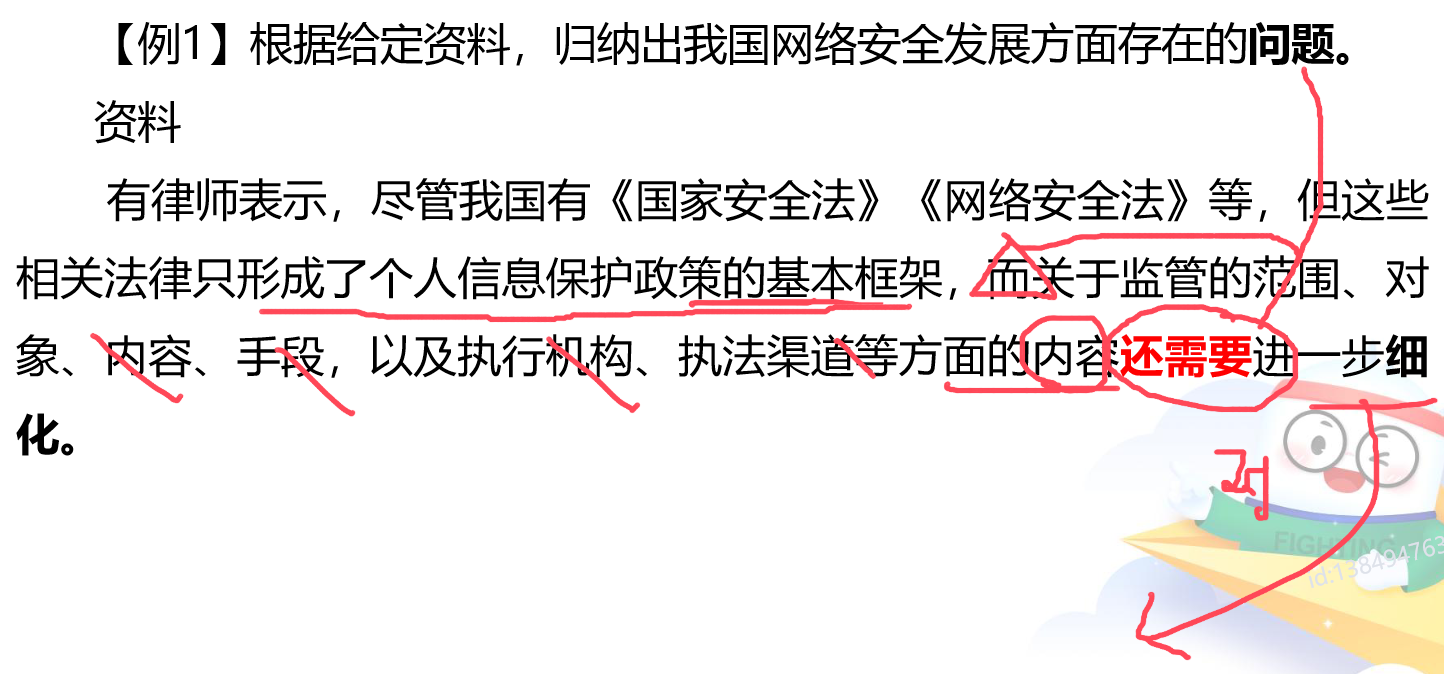 【例1】根据给定资料，归纳出我国网络安全发展方面存在的问题。
资料
有律师表示，尽管我国有《国家安全法》《网络安全法》等，但这些
相关法律只形成了个人信息保护政策的基本框架，而关于监管的范围、对
象、内容、手段，以及执行机构、执法渠道等方面的内容还需要进一步细
化。
FIGHTING
id:138494763